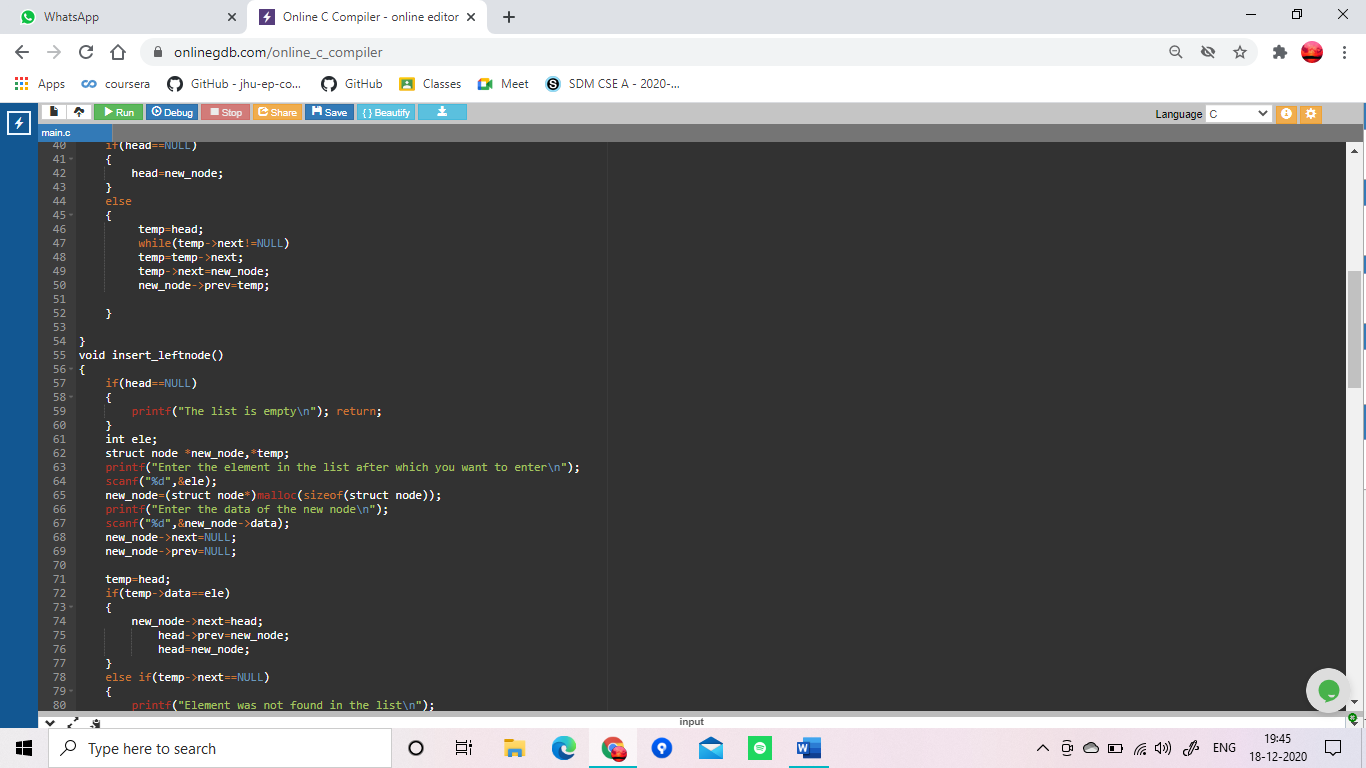 WhatsApp
Online C Compiler - online editor
onlinegdb.com/online_c_compiler
Apps
coursera
GitHub - jhu-ep-co...
GitHub
Classes
Meet
SDM CSE A - 2020-...
Run
Debug
Stop
Share
Save
{ } Beautify
Language C
main.c
40 if(head==NULL)
41 {
42 head=new_node;
43 }
44 else
45 {
46 temp=head;
47 while(temp->next!=NULL)
48 temp=temp->next;
49 temp->next=new_node;
50 new_node->prev=temp;
51
52 }
53
54 }
55 void insert_leftnode()
56 {
57 if(head==NULL)
58 {
59 printf("The list is empty\n"); return;
60 }
61 int ele;
62 struct node *new_node,*temp;
63 printf("Enter the element in the list after which you want to enter\n");
64 scanf("%d",&ele);
65 new_node=(struct node*)malloc(sizeof(struct node));
66 printf("Enter the data of the new node\n");
67 scanf("%d",&new_node->data);
68 new_node->next=NULL;
69 new_node->prev=NULL;
70
71 temp=head;
72 if(temp->data==ele)
73 {
74 new_node->next=head;
75 head->prev=new_node;
76 head=new_node;
77 }
78 else if(temp->next==NULL)
79 {
80 printf("Element was not found in the list\n");
input
Type here to search
ENG
19:45
18-12-2020